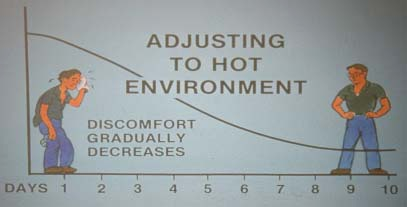 ADJUSTING
TO HOT
ENVIRONMENT
DISCOMFORT
GRADUALLY
DECREASES
DAYS 1 2 3 4 5 6 7 8 9 10